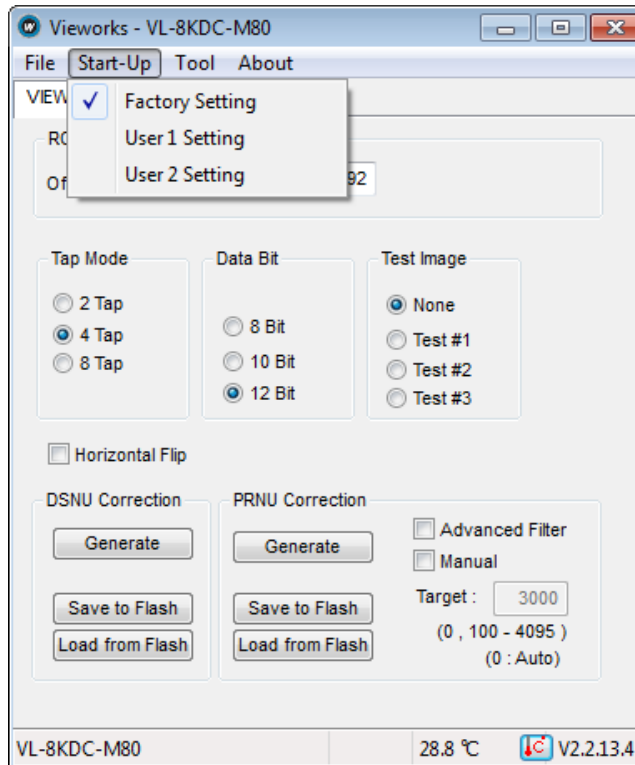 Vieworks - VL-8KDC-M80
File Start-Up Tool About
VIEW
Factory Setting
User 1 Setting
User 2 Setting
92
Tap Mode
2 Tap
4 Tap
8 Tap
Data Bit
8 Bit
10 Bit
12 Bit
Test Image
None
Test #1
Test #2
Test #3
Horizontal Flip
DSNU Correction
Generate
Save to Flash
Load from Flash
PRNU Correction
Generate
Save to Flash
Load from Flash
Advanced Filter
Manual
Target : 3000
(0 , 100 - 4095 )
(0 : Auto)
VL-8KDC-M80 28.8 ℃ V2.2.13.4